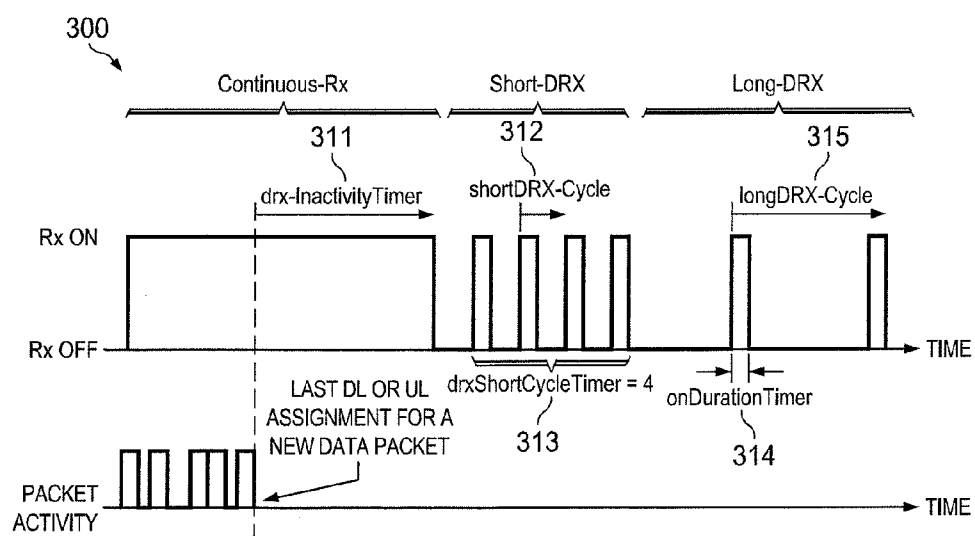 300
Continuous-Rx
Short-DRX
Long-DRX
311
312
315
drx-InactivityTimer
shortDRX-Cycle
longDRX-Cycle
Rx ON
Rx OFF
TIME
drxShortCycleTimer = 4
onDurationTimer
313
314
LAST DL OR UL
ASSIGNMENT FOR A
NEW DATA PACKET
PACKET
ACTIVITY
TIME